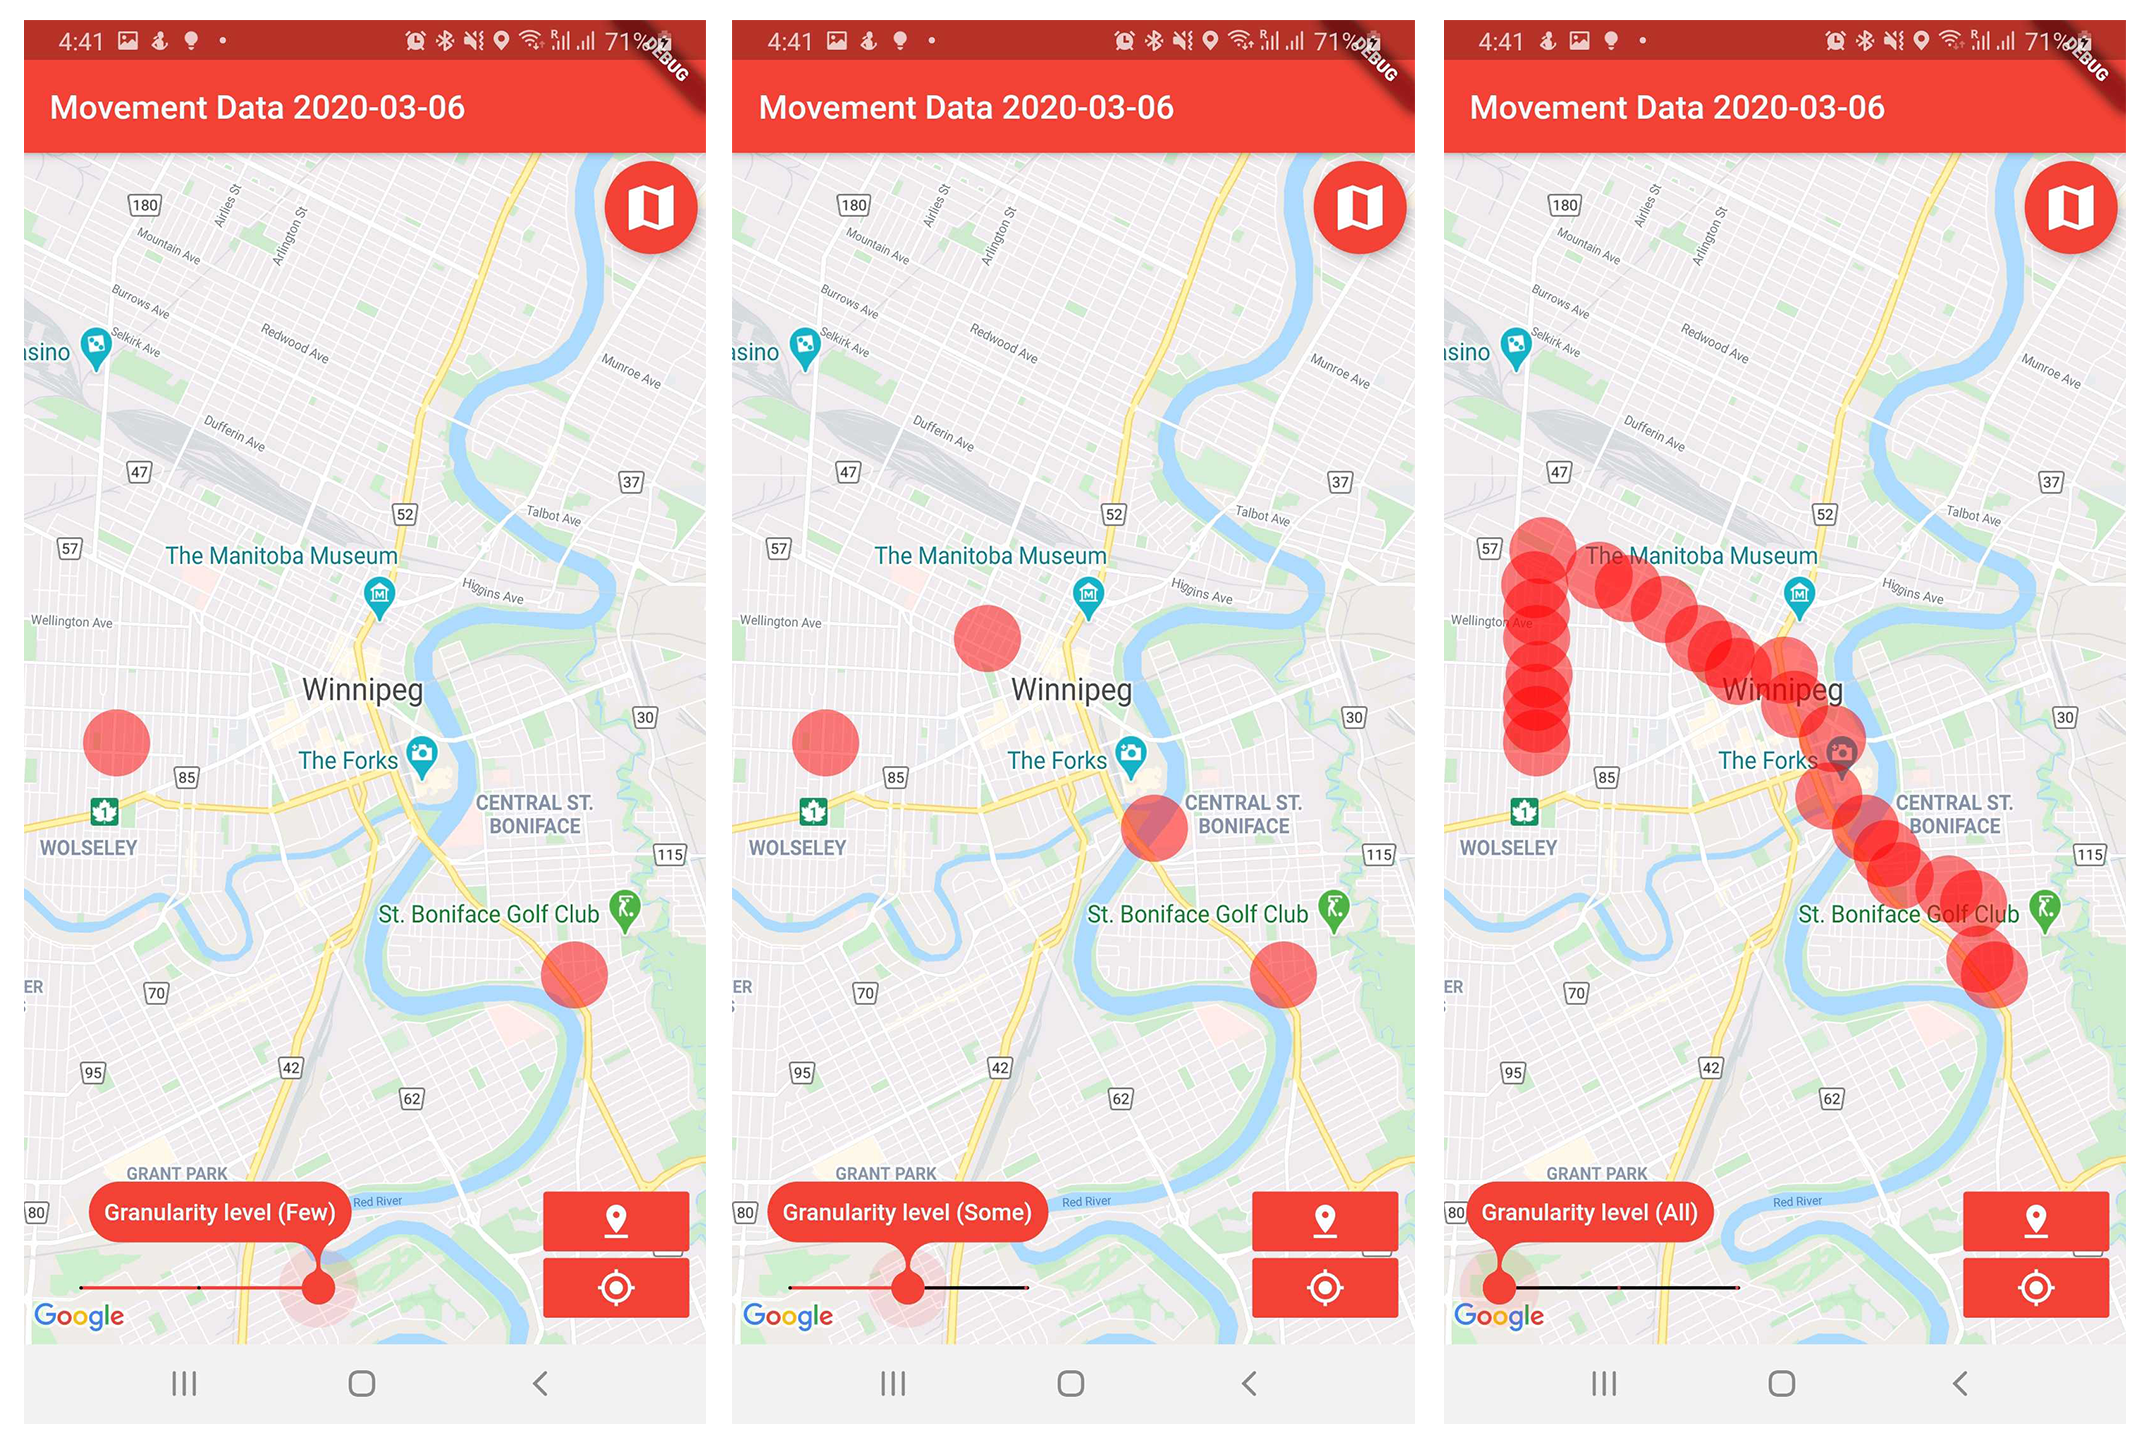 4:41 71%
DEBUG
Movement Data 2020-03-06
180
Airlies St
Arlington St
Mountain Ave
Burrows Ave
Selkirk Ave
asino
Redwood Ave
Munroe Ave
Dufferin Ave
47
37
52
Talbot Ave
57
The Manitoba Museum
Higgins Ave
Wellington Ave
Winnipeg
30
The Forks
85
CENTRAL ST.
BONIFACE
1
WOLSELEY
115
St. Boniface Golf Club
ER
70
42
95
62
GRANT PARK
Red River
80
Granularity level (Few)
Google
4:41 71%
DEBUG
Movement Data 2020-03-06
180
Airlies St
Arlington St
Mountain Ave
Burrows Ave
Selkirk Ave
asino
Redwood Ave
Munroe Ave
Dufferin Ave
47
37
52
Talbot Ave
57
The Manitoba Museum
Higgins Ave
Wellington Ave
Winnipeg
30
The Forks
85
CENTRAL ST.
BONIFACE
1
WOLSELEY
115
St. Boniface Golf Club
ER
70
42
95
62
GRANT PARK
Red River
80
Granularity level (Some)
Google
4:41 71%
DEBUG
Movement Data 2020-03-06
180
Airlies St
Arlington St
Mountain Ave
Burrows Ave
Selkirk Ave
asino
Redwood Ave
Munroe Ave
Dufferin Ave
47
37
52
Talbot Ave
57
The Manitoba Museum
Higgins Ave
Wellington Ave
Winnipeg
30
The Forks
85
CENTRAL ST.
BONIFACE
1
WOLSELEY
115
St. Boniface Golf Club
ER
70
42
95
62
GRANT PARK
Red River
80
Granularity level (All)
Google